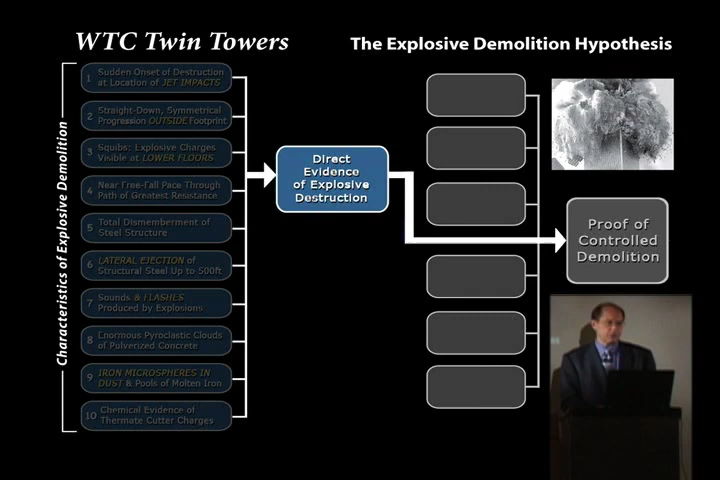 WTC Twin Towers
The Explosive Demolition Hypothesis
Characteristics of Explosive Demolition
1 Sudden Onset of Destruction
at Location of JET IMPACTS
2 Straight-Down, Symmetrical
Progression OUTSIDE Footprint
3 Squibs: Explosive Charges
Visible at LOWER FLOORS
4 Near Free-Fall Pace Through
Path of Greatest Resistance
5 Total Dismemberment of
Steel Structure
6 LATERAL EJECTION of
Structural Steel Up to 500ft
7 Sounds & FLASHES
Produced by Explosions
8 Enormous Pyroclastic Clouds
of Pulverized Concrete
9 IRON MICROSPHERES IN
DUST & Pools of Molten Iron
10 Chemical Evidence of
Thermate Cutter Charges
Direct
Evidence
of Explosive
Destruction
Proof of
Controlled
Demolition